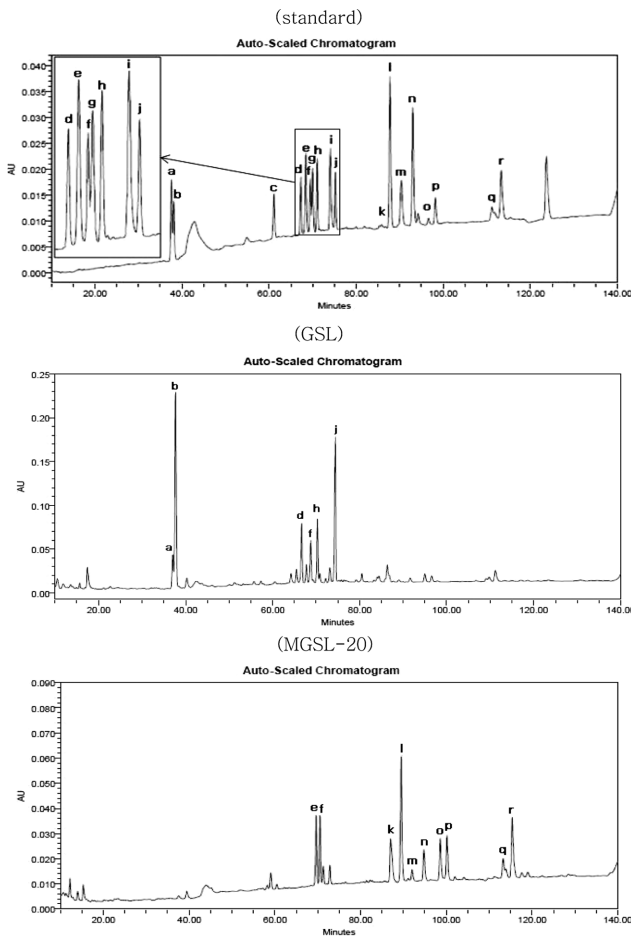 (standard)
Auto-Scaled Chromatogram
0.040
0.035
0.030
0.025
0.020
0.015
0.010
0.005
0.000
AU
d e f g h i j
a b c d e f g h i j k l m n o p q r
20.00 40.00 60.00 80.00 100.00 120.00 140.00
Minutes
(GSL)
Auto-Scaled Chromatogram
0.25
0.20
0.15
0.10
0.05
0.00
AU
a b d f h j
20.00 40.00 60.00 80.00 100.00 120.00 140.00
Minutes
(MGSL-20)
Auto-Scaled Chromatogram
0.090
0.080
0.070
0.060
0.050
0.040
0.030
0.020
0.010
0.000
AU
e f k l m n o p q r
20.00 40.00 60.00 80.00 100.00 120.00 140.00
Minutes